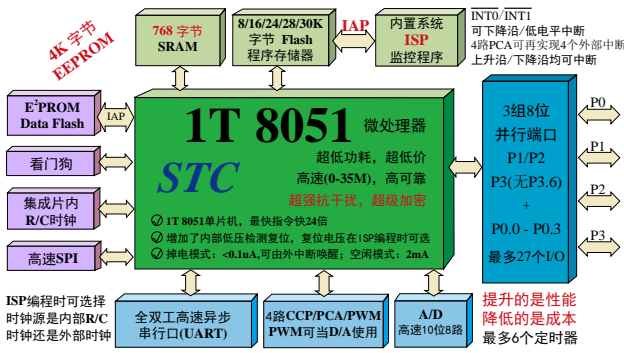 4K 字节
EEPROM
768 字节
SRAM
8/16/24/28/30K
字节 Flash
程序存储器
IAP
内置系统
ISP
监控程序
INT0/INT1
可下降沿/低电平中断
4路PCA可再实现4个外部中断
上升沿/下降沿均可中断
E²PROM
Data Flash
IAP
看门狗
集成片内
R/C时钟
高速SPI
1T 8051 微处理器
STC
超低功耗，超低价
高速(0-35M)，高可靠
超强抗干扰，超级加密
1T 8051单片机，最快指令快24倍
增加了内部低压检测复位，复位电压在ISP编程时可选
掉电模式：<0.1uA,可由外中断唤醒；空闲模式：2mA
3组8位
并行端口
P1/P2
P3(无P3.6)
+
P0.0 - P0.3
最多27个I/O
P0
P1
P2
P3
ISP编程时可选择
时钟源是内部R/C
时钟还是外部时钟
全双工高速异步
串行口(UART)
4路CCP/PCA/PWM
PWM可当D/A使用
A/D
高速10位8路
提升的是性能
降低的是成本
最多6个定时器